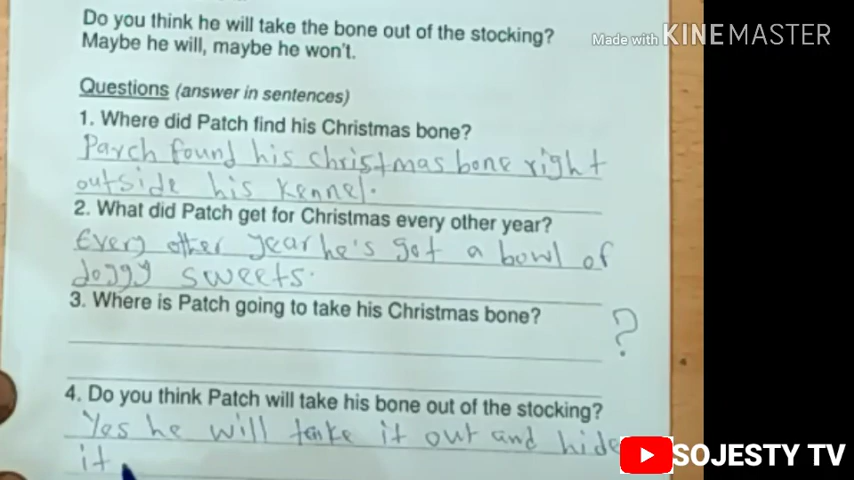 Do you think he will take the bone out of the stocking?
Maybe he will, maybe he won't.
Made with KINEMASTER
Questions (answer in sentences)
1. Where did Patch find his Christmas bone?
Parch found his christmas bone right
outside his kennel.
2. What did Patch get for Christmas every other year?
Every other year he's got a bowl of
doggy sweets.
3. Where is Patch going to take his Christmas bone?
?
4. Do you think Patch will take his bone out of the stocking?
Yes he will take it out and hide
it
SOJESTY TV